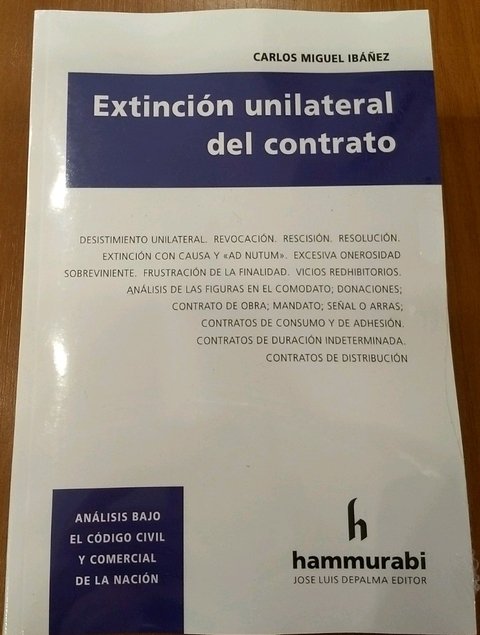 CARLOS MIGUEL IBÁÑEZ
Extinción unilateral
del contrato
DESISTIMIENTO UNILATERAL. REVOCACIÓN. RESCISIÓN. RESOLUCIÓN.
EXTINCIÓN CON CAUSA Y «AD NUTUM». EXCESIVA ONEROSIDAD
SOBREVINIENTE. FRUSTRACIÓN DE LA FINALIDAD. VICIOS REDHIBITORIOS.
ANÁLISIS DE LAS FIGURAS EN EL COMODATO; DONACIONES;
CONTRATO DE OBRA; MANDATO; SEÑAL O ARRAS;
CONTRATOS DE CONSUMO Y DE ADHESIÓN.
CONTRATOS DE DURACIÓN INDETERMINADA.
CONTRATOS DE DISTRIBUCIÓN
ANÁLISIS BAJO
EL CÓDIGO CIVIL
Y COMERCIAL
DE LA NACIÓN
h
hammurabi
JOSE LUIS DEPALMA EDITOR